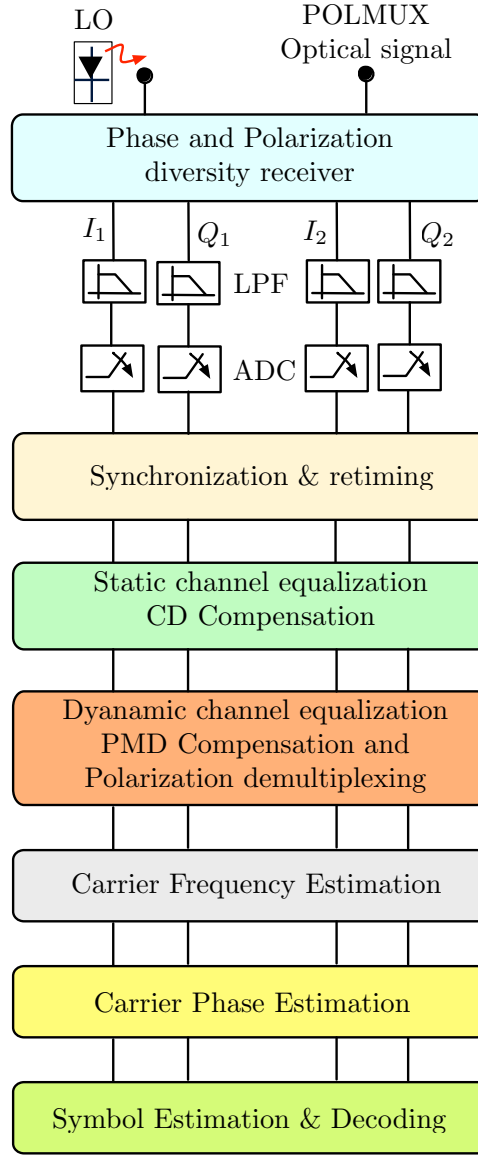 LO
POLMUX
Optical signal
Phase and Polarization
diversity receiver
I₁
Q₁
I₂
Q₂
LPF
ADC
Synchronization & retiming
Static channel equalization
CD Compensation
Dyanamic channel equalization
PMD Compensation and
Polarization demultiplexing
Carrier Frequency Estimation
Carrier Phase Estimation
Symbol Estimation & Decoding